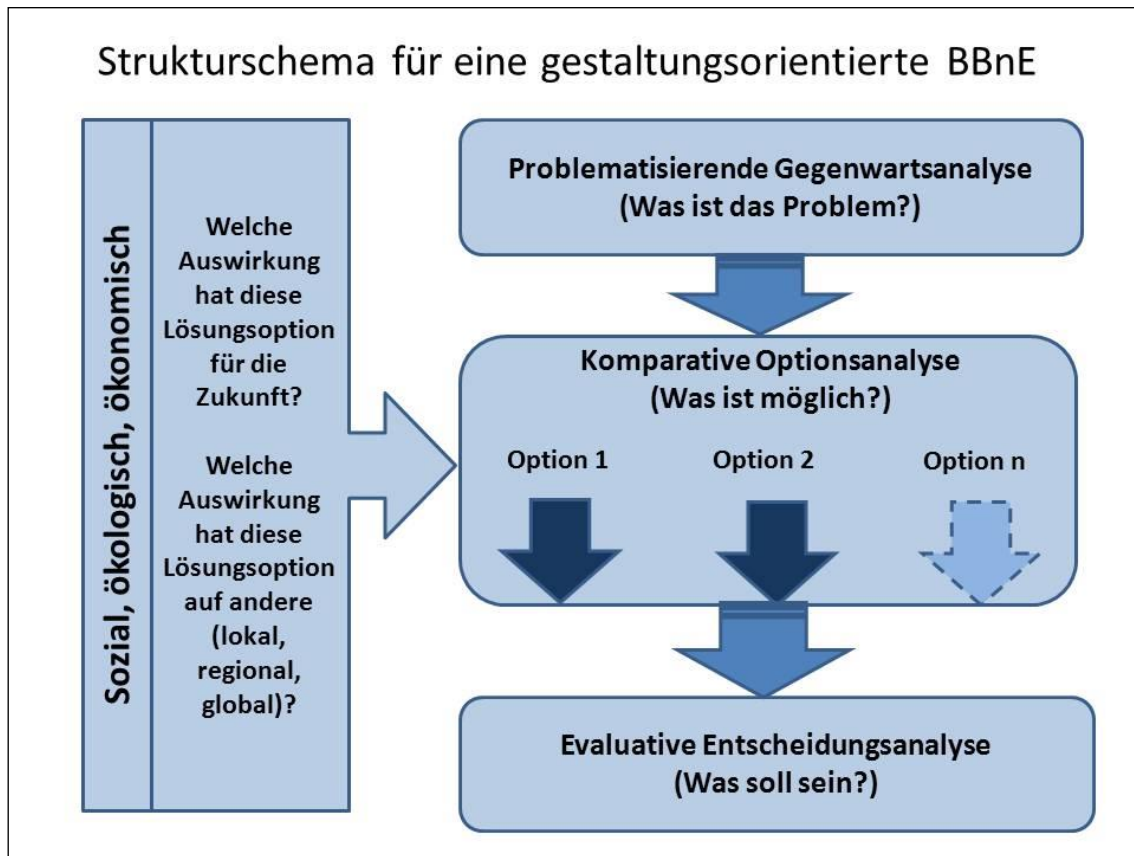 Strukturschema für eine gestaltungsorientierte BBnE
Sozial, ökologisch, ökonomisch
Welche
Auswirkung
hat diese
Lösungsoption
für die
Zukunft?
Welche
Auswirkung
hat diese
Lösungsoption
auf andere
(lokal,
regional,
global)?
Problematisierende Gegenwartsanalyse
(Was ist das Problem?)
Komparative Optionsanalyse
(Was ist möglich?)
Option 1
Option 2
Option n
Evaluative Entscheidungsanalyse
(Was soll sein?)